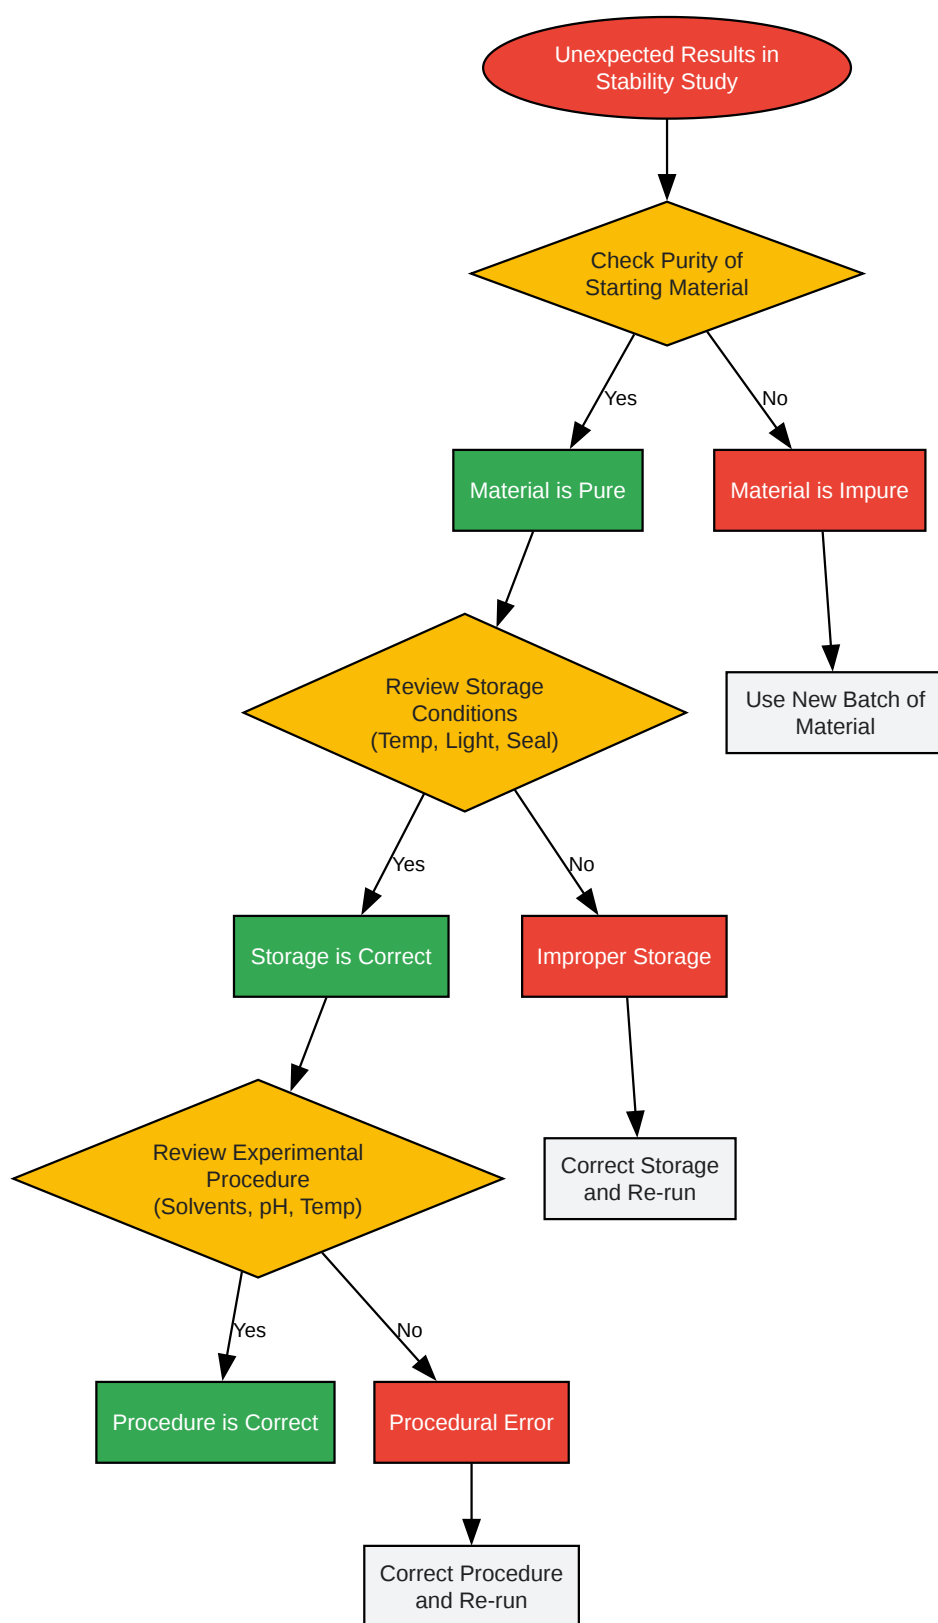 Unexpected Results in
Stability Study
Check Purity of
Starting Material
Yes
No
Material is Pure
Material is Impure
Review Storage
Conditions
(Temp, Light, Seal)
Use New Batch of
Material
Yes
No
Storage is Correct
Improper Storage
Review Experimental
Procedure
(Solvents, pH, Temp)
Correct Storage
and Re-run
Yes
No
Procedure is Correct
Procedural Error
Correct Procedure
and Re-run